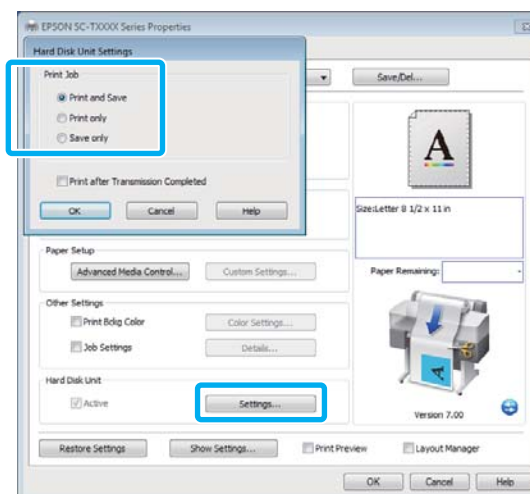 EPSON SC-TXXXX Series Properties
Hard Disk Unit Settings
Print Job
Print and Save
Print only
Save only
Print after Transmission Completed
OK Cancel Help
Save/Del...
A
Size:Letter 8 1/2 x 11 in
Paper Setup
Advanced Media Control... Custom Settings...
Paper Remaining: -
Other Settings
Print Bckg Color Color Settings...
Job Settings Details...
A
Hard Disk Unit
Active Settings...
Version 7.00
Restore Settings Show Settings... Print Preview Layout Manager
OK Cancel Help